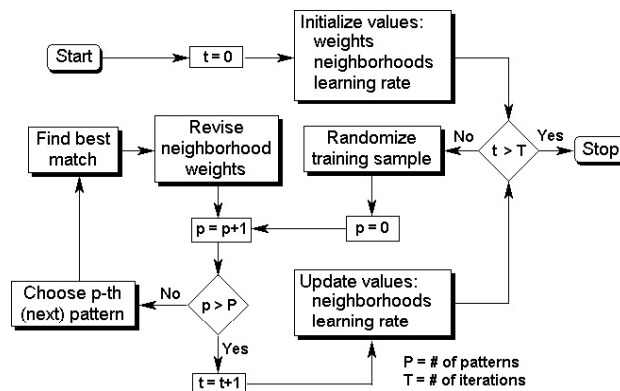 Start
t = 0
Initialize values:
weights
neighborhoods
learning rate
Find best
match
Revise
neighborhood
weights
Randomize
training sample
No
t > T
Yes
Stop
p = p+1
p = 0
Choose p-th
(next) pattern
No
p > P
Yes
Update values:
neighborhoods
learning rate
t = t+1
P = # of patterns
T = # of iterations